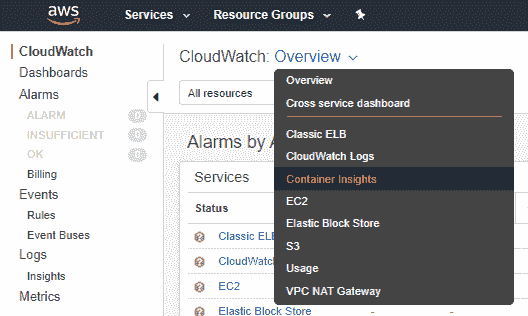 aws
Services
Resource Groups
CloudWatch
Dashboards
Alarms
ALARM 0
INSUFFICIENT 0
OK 0
Billing
Events
Rules
Event Buses
Logs
Insights
Metrics
CloudWatch: Overview
All resources
Alarms by A
Services
Status
Classic ELB
CloudWatch
EC2
Elastic Block Store
Overview
Cross service dashboard
Classic ELB
CloudWatch Logs
Container Insights
EC2
Elastic Block Store
S3
Usage
VPC NAT Gateway